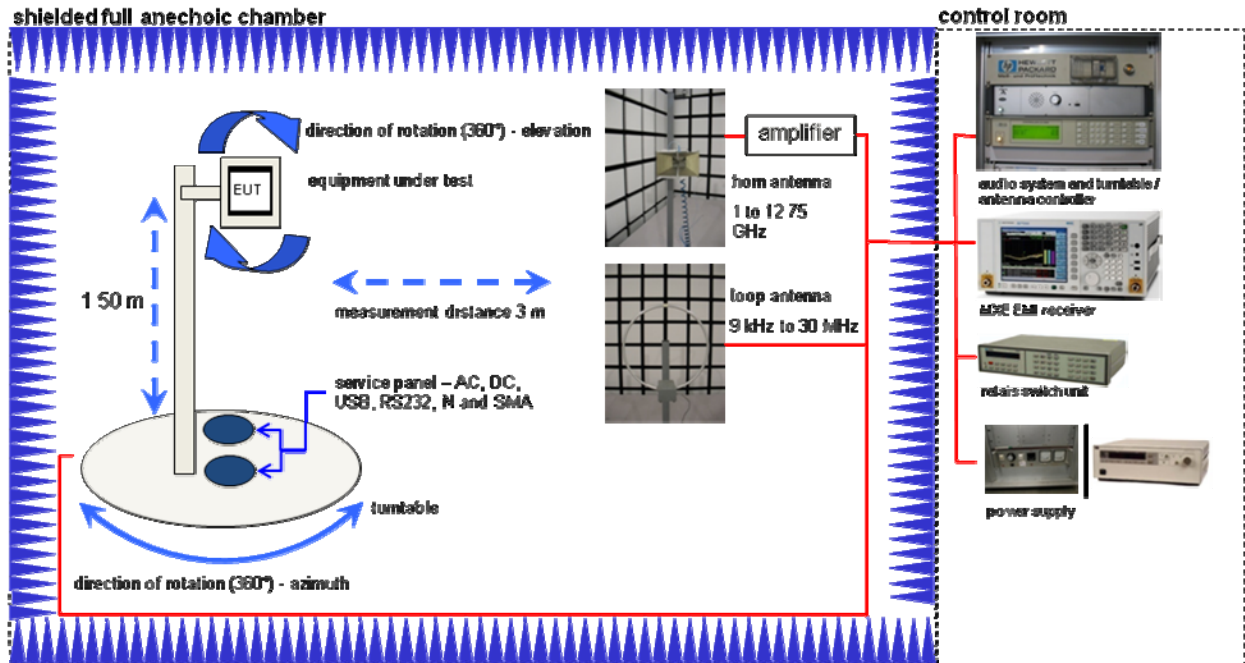 shielded full anechoic chamber
control room
direction of rotation (360°) - elevation
EUT
equipment under test
1 50 m
measurement distance 3 m
service panel – AC, DC,
USB, RS232, N and SMA
turntable
direction of rotation (360°) - azimuth
amplifier
horn antenna
1 to 12 75
GHz
loop antenna
9 kHz to 30 MHz
HEWLETT
PACKARD
audio system and turntable /
antenna controller
MXE EMI receiver
relais switch unit
power supply